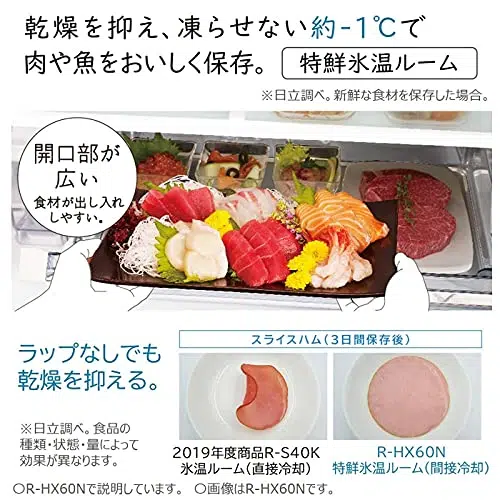 乾燥を抑え、凍らせない約-1℃で
肉や魚をおいしく保存。 特鮮氷温ルーム
※日立調べ。新鮮な食材を保存した場合。
開口部が
広い
食材が出し入れ
しやすい。
ラップなしでも
乾燥を抑える。
※日立調べ。食品の
種類・状態・量によって
効果が異なります。
スライスハム(3日間保存後)
2019年度商品R-S40K
氷温ルーム(直接冷却)
R-HX60N
特鮮氷温ルーム(間接冷却)
○R-HX60Nで説明しています。 ○画像はR-HX60Nです。